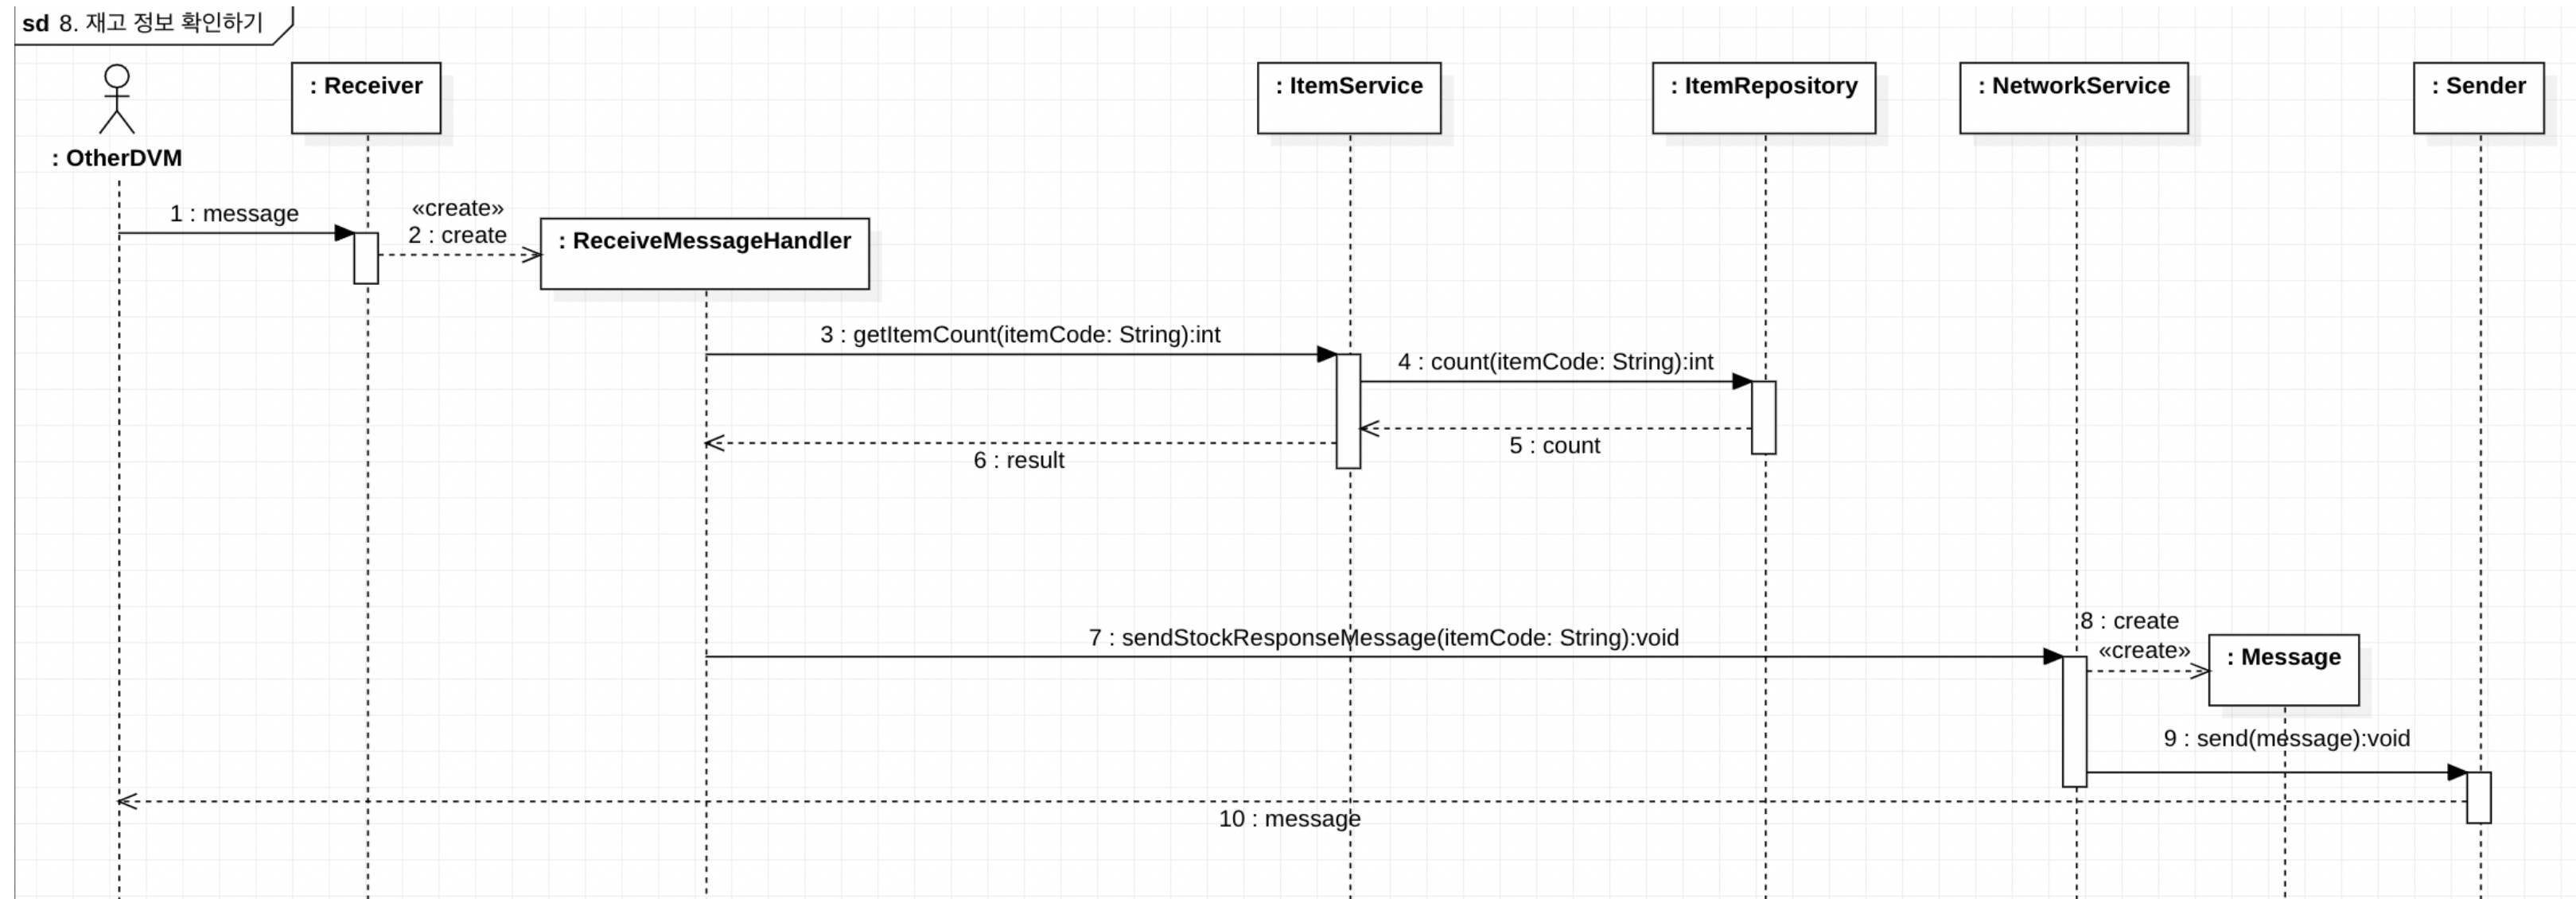 sd 8. 재고 정보 확인하기
: OtherDVM
: Receiver
: ItemService
: ItemRepository
: NetworkService
: Sender
1 : message
«create»
2 : create
: ReceiveMessageHandler
3 : getItemCount(itemCode: String):int
4 : count(itemCode: String):int
5 : count
6 : result
7 : sendStockResponseMessage(itemCode: String):void
8 : create
«create»
: Message
9 : send(message):void
10 : message